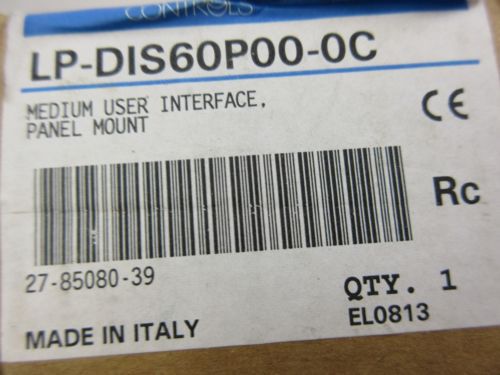 CONTROLS
LP-DIS60P00-0C
MEDIUM USER INTERFACE.
PANEL MOUNT
CE
Rc
27-85080-39
QTY. 1
EL0813
MADE IN ITALY